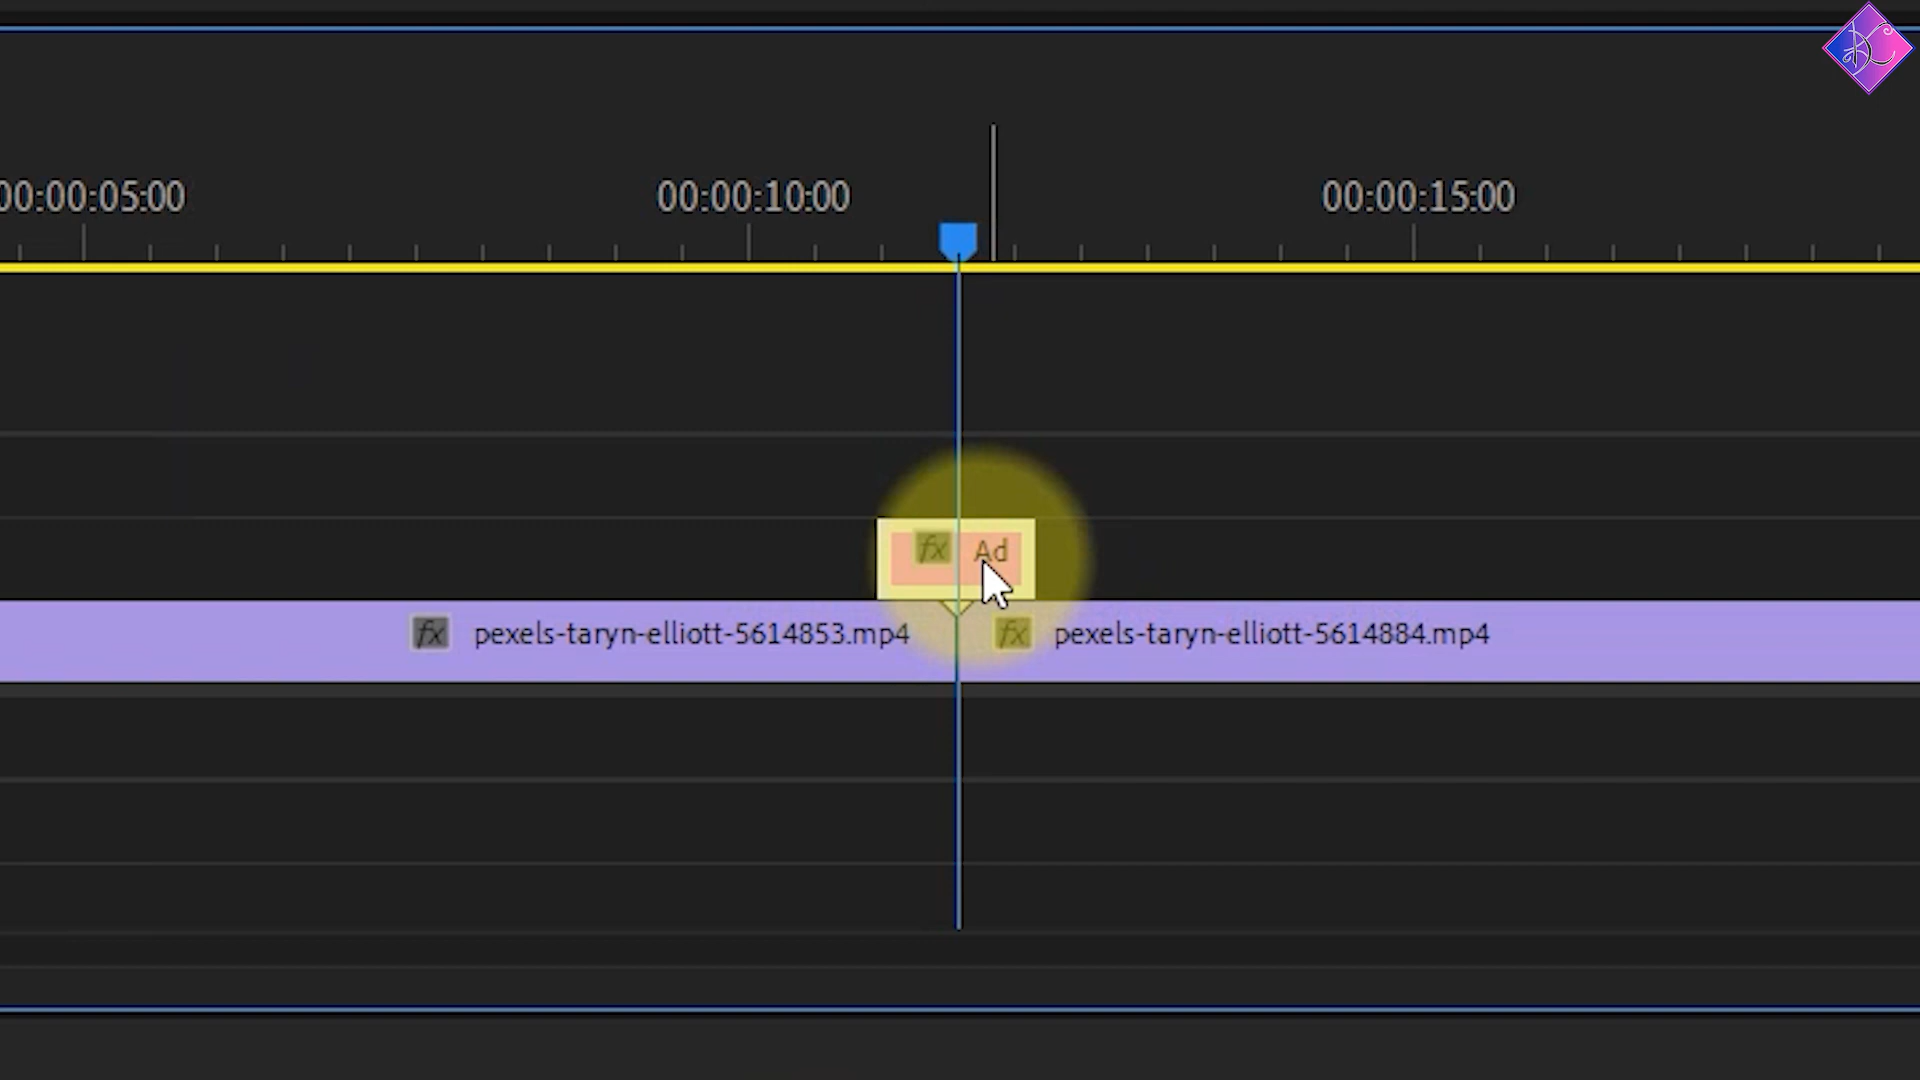 00:00:05:00 00:00:10:00 00:00:15:00
fx Ad
fx pexels-taryn-elliott-5614853.mp4 fx pexels-taryn-elliott-5614884.mp4